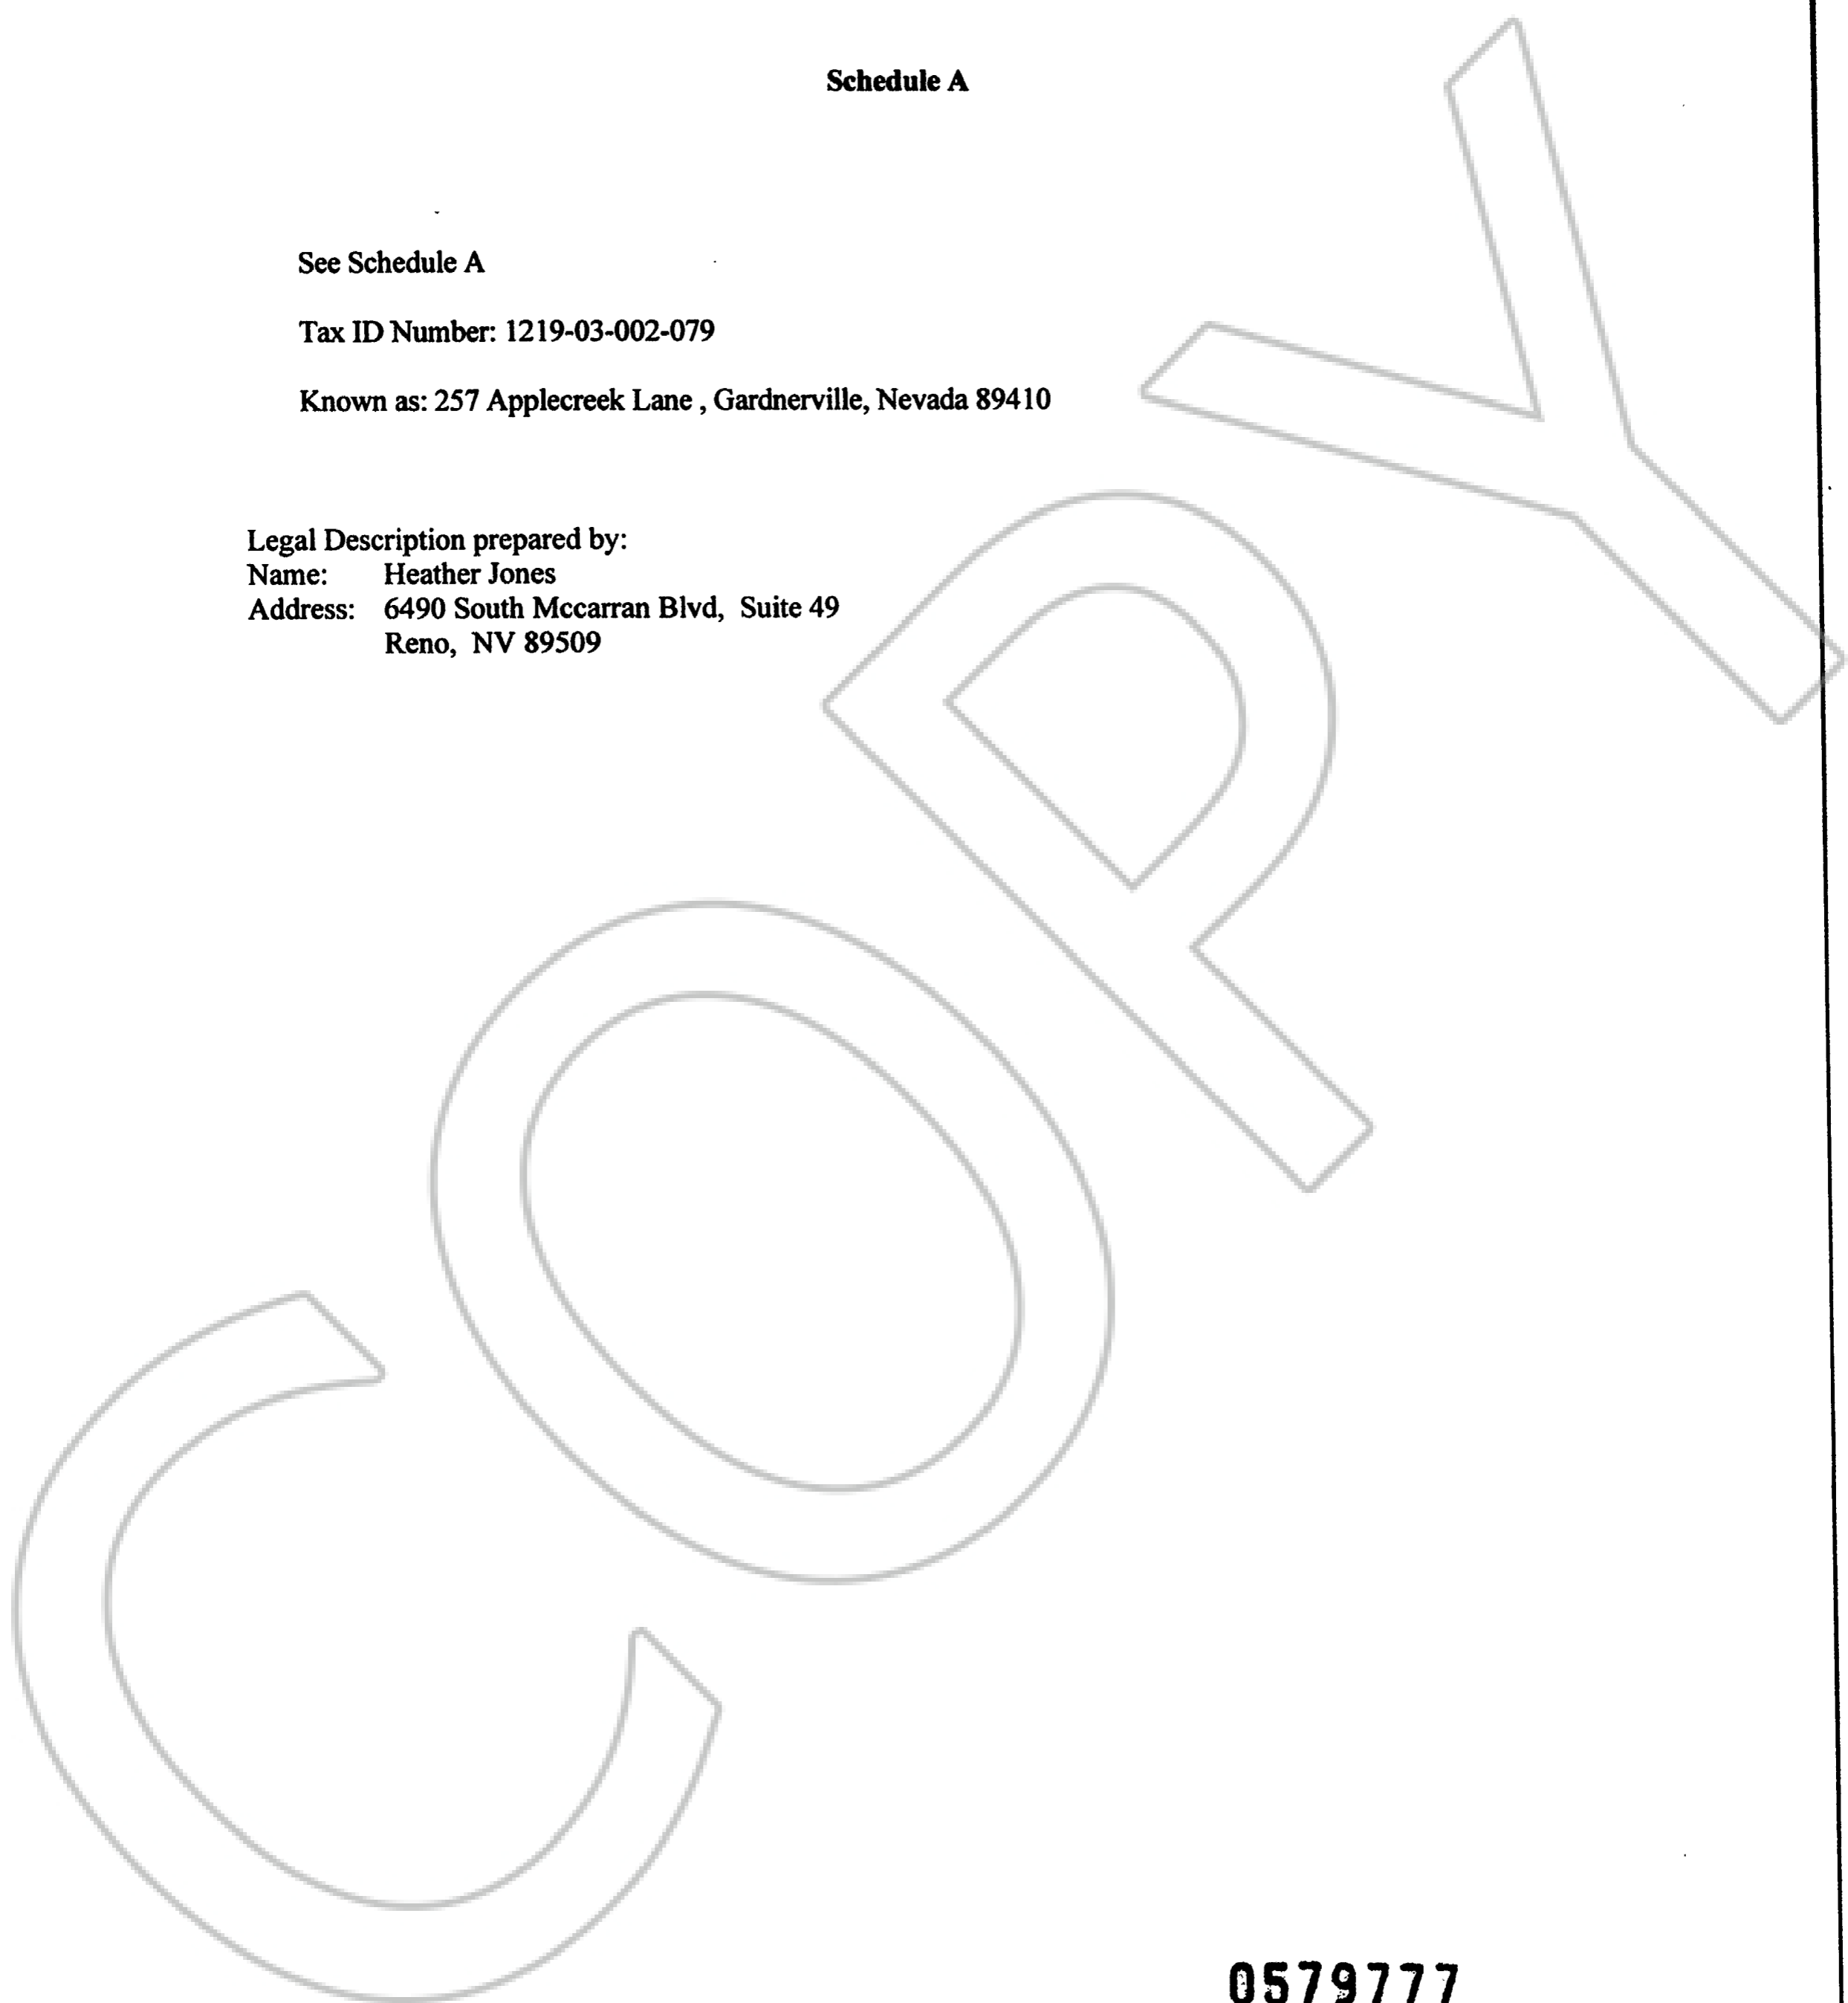 Schedule A
See Schedule A
Tax ID Number: 1219-03-002-079
Known as: 257 Applecreek Lane , Gardnerville, Nevada 89410
Legal Description prepared by:
Name: Heather Jones
Address: 6490 South Mccarran Blvd, Suite 49
Reno, NV 89509
COPY
0579777